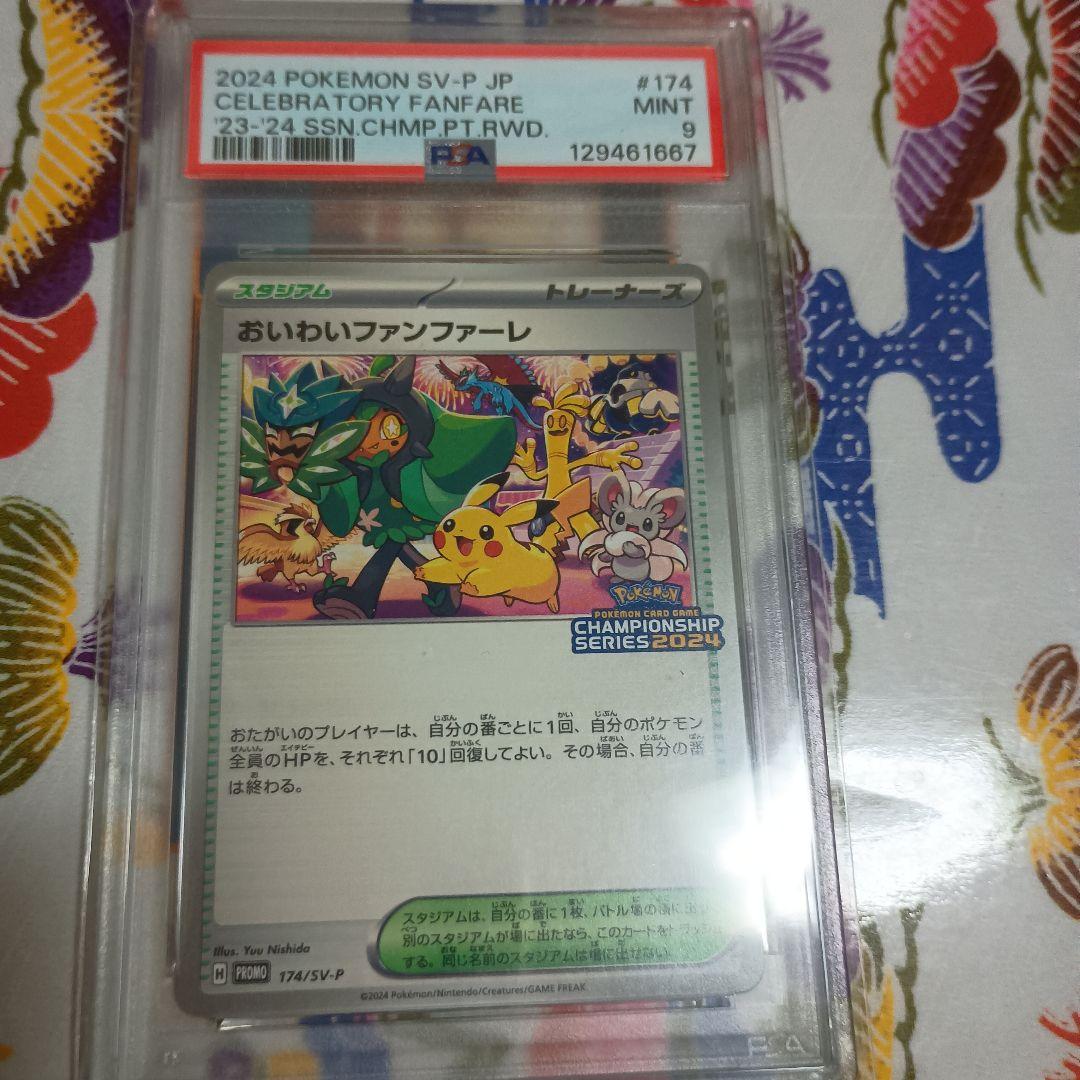 2024 POKEMON SV-P JP #174
CELEBRATORY FANFARE MINT
'23-'24 SSN.CHMP.PT.RWD. 9
PSA 129461667
スタジアム トレーナーズ
おいわいファンファーレ
Pokémon
POKÉMON CARD GAME
CHAMPIONSHIP
SERIES 2024
おたがいのプレイヤーは、自分の番ごとに1回、自分のポケモン
全員のHPを、それぞれ「10」回復してよい。その場合、自分の番
は終わる。
スタジアムは、自分の番に1枚、バトル場の横に
別のスタジアムが場に出たなら、このカードを
する。同じ名前のスタジアムは場に出せない。
Illus. Yuu Nishida
H PROMO 174/SV-P
©2024 Pokémon/Nintendo/Creatures/GAME FREAK
PSA